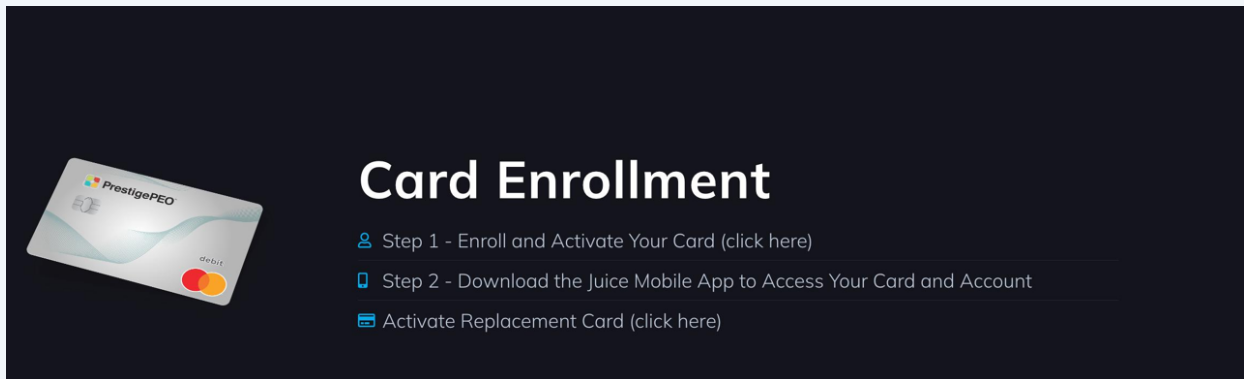 PrestigePEO
debit
Card Enrollment
Step 1 - Enroll and Activate Your Card (click here)
Step 2 - Download the Juice Mobile App to Access Your Card and Account
Activate Replacement Card (click here)